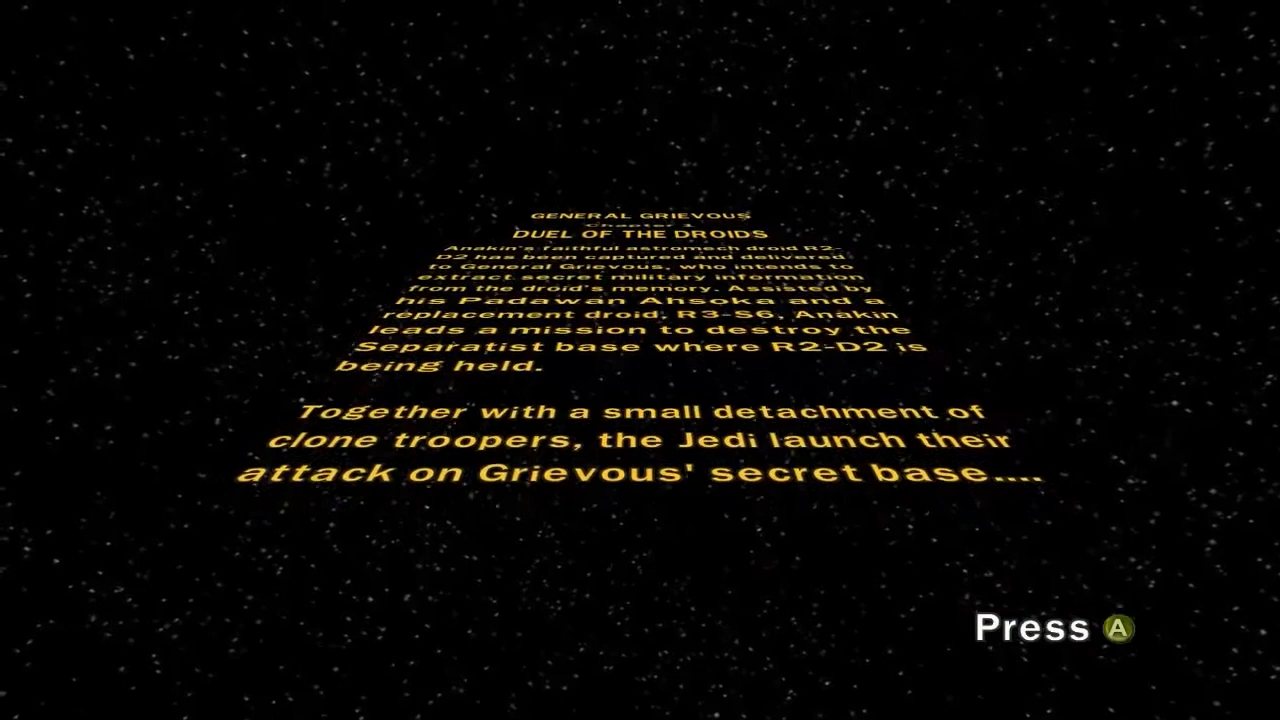 GENERAL GRIEVOUS
Chapter 1
DUEL OF THE DROIDS
Anakin's faithful astromech droid R2-
D2 has been captured and delivered
to General Grievous, who intends to
extract secret military information
from the droid's memory. Assisted by
his Padawan Ahsoka and a
replacement droid, R3-S6, Anakin
leads a mission to destroy the
Separatist base where R2-D2 is
being held.
Together with a small detachment of
clone troopers, the Jedi launch their
attack on Grievous' secret base....
Press A